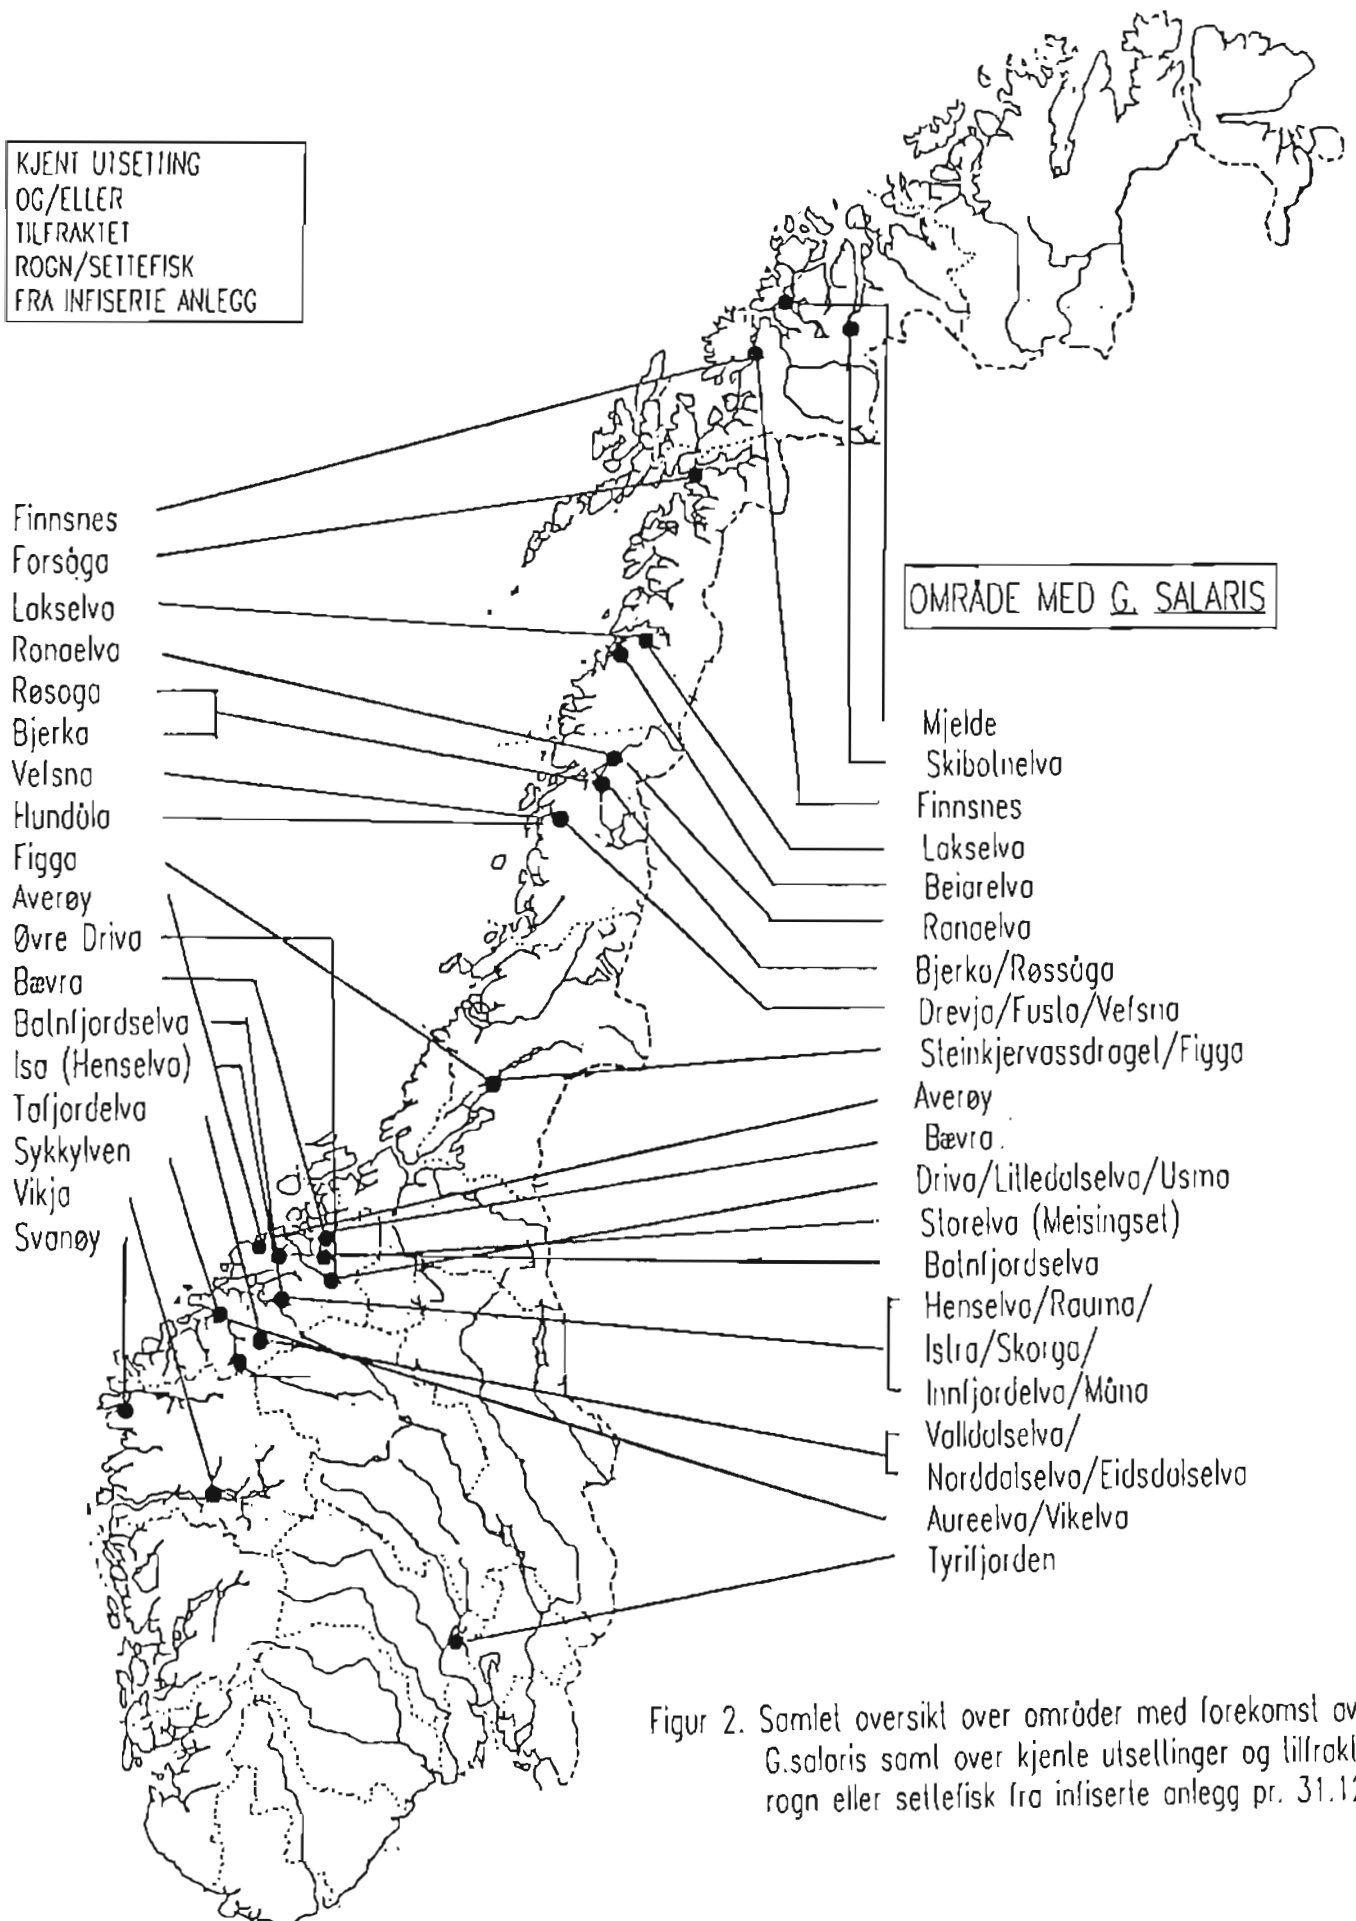 KJENT UTSETTING
OG/ELLER
TILFRAKTET
ROGN/SETTEFISK
FRA INFISERTE ANLEGG
Finnsnes
Forsåga
Lakselva
Ranaelva
Røsoga
Bjerka
Vefsna
Hundåla
Figga
Averøy
Øvre Driva
Bævra
Batnfjordselva
Isa (Henselva)
Tafjordelva
Sykkylven
Vikja
Svanøy
OMRÅDE MED G. SALARIS
Mjelde
Skibotnelva
Finnsnes
Lakselva
Beiarelva
Ranaelva
Bjerka/Røssåga
Drevja/Fusta/Vefsna
Steinkjervassdraget/Figga
Averøy
Bævra.
Driva/Litledalselva/Usma
Storelva (Meisingset)
Batnfjordselva
Henselva/Rauma/
Istra/Skorga/
Innfjordelva/Måna
Valldalselva/
Norddalselva/Eidsdalselva
Aureelva/Vikelva
Tyrifjorden
Figur 2. Samlet oversikt over områder med forekomst av
G.salaris samt over kjente utsettinger og tilfrakt
rogn eller settefisk fra infiserte anlegg pr. 31.12